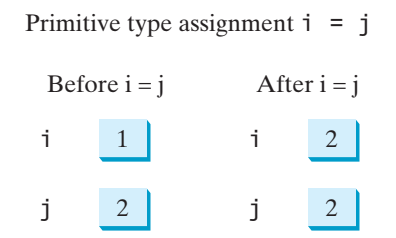 Primitive type assignment i = j
Before i = j After i = j
i 1 i 2
j 2 j 2